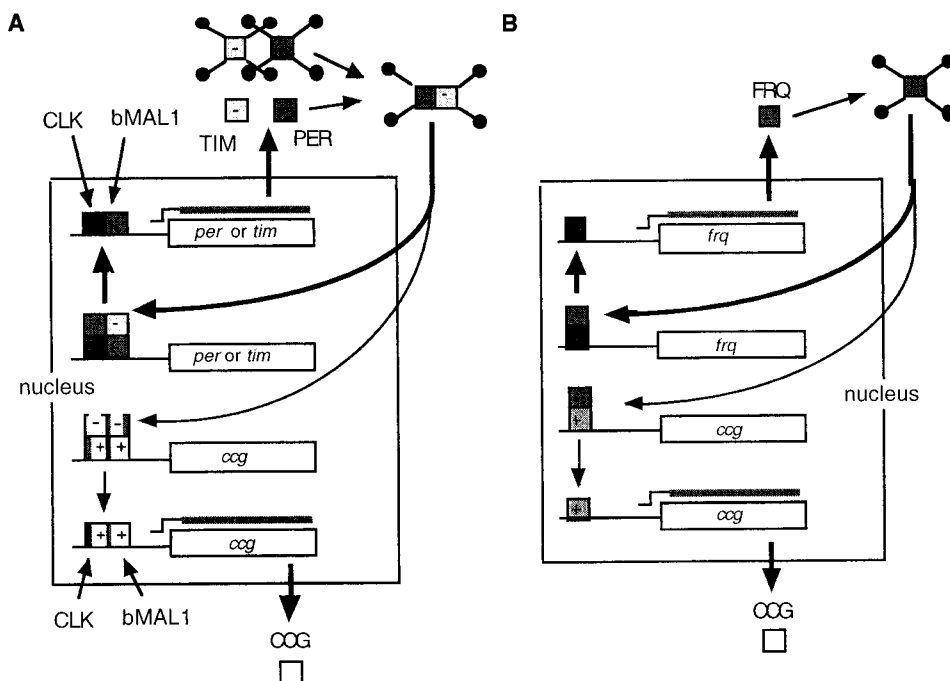 A
-
-
TIM
PER
CLK
bMAL1
per or tim
-
per or tim
nucleus
- -
+ +
ccg
+ +
ccg
CLK
bMAL1
CCG
B
FRQ
frq
frq
nucleus
+
ccg
+
ccg
CCG